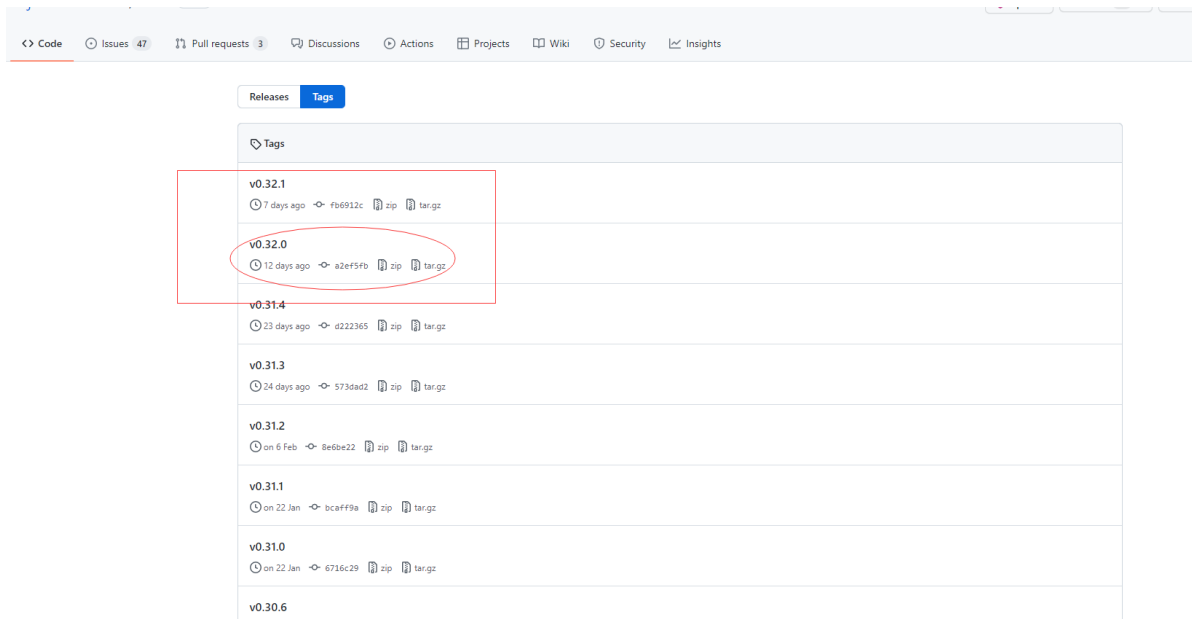 Code Issues 47 Pull requests 3 Discussions Actions Projects Wiki Security Insights
Releases Tags
Tags
v0.32.1
7 days ago fb6912c zip tar.gz
v0.32.0
12 days ago a2ef5fb zip tar.gz
v0.31.4
23 days ago d222365 zip tar.gz
v0.31.3
24 days ago 573dad2 zip tar.gz
v0.31.2
on 6 Feb 8e6be22 zip tar.gz
v0.31.1
on 22 Jan bcaff9a zip tar.gz
v0.31.0
on 22 Jan 6716c29 zip tar.gz
v0.30.6